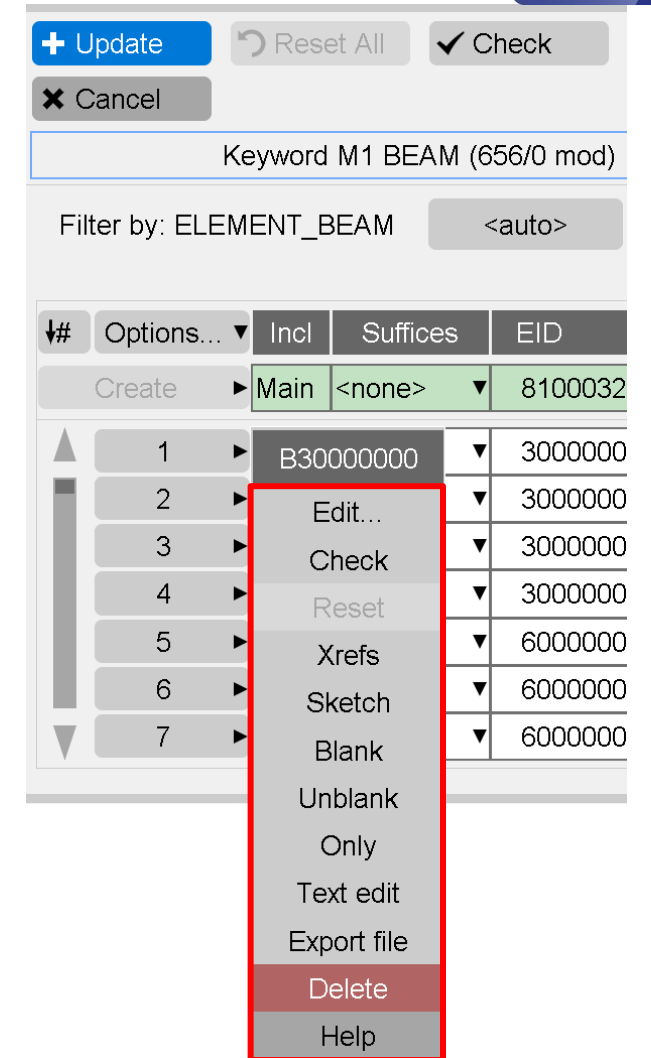 Update Reset All Check
Cancel
Keyword M1 BEAM (656/0 mod)
Filter by: ELEMENT_BEAM <auto>
# Options... Incl Suffices EID
Create Main <none> 8100032
1 B30000000 3000000
2 3000000
3 3000000
4 3000000
5 6000000
6 6000000
7 6000000
Edit...
Check
Reset
Xrefs
Sketch
Blank
Unblank
Only
Text edit
Export file
Delete
Help